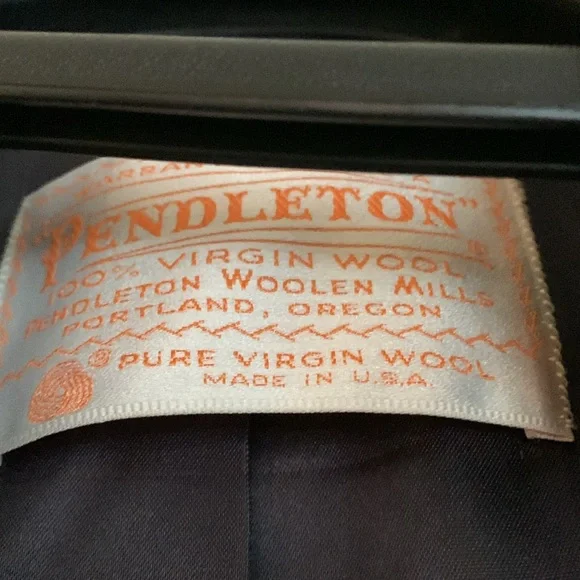 "PENDLETON" ®
100% VIRGIN WOOL
PENDLETON WOOLEN MILLS
PORTLAND, OREGON
® PURE VIRGIN WOOL
MADE IN U.S.A.